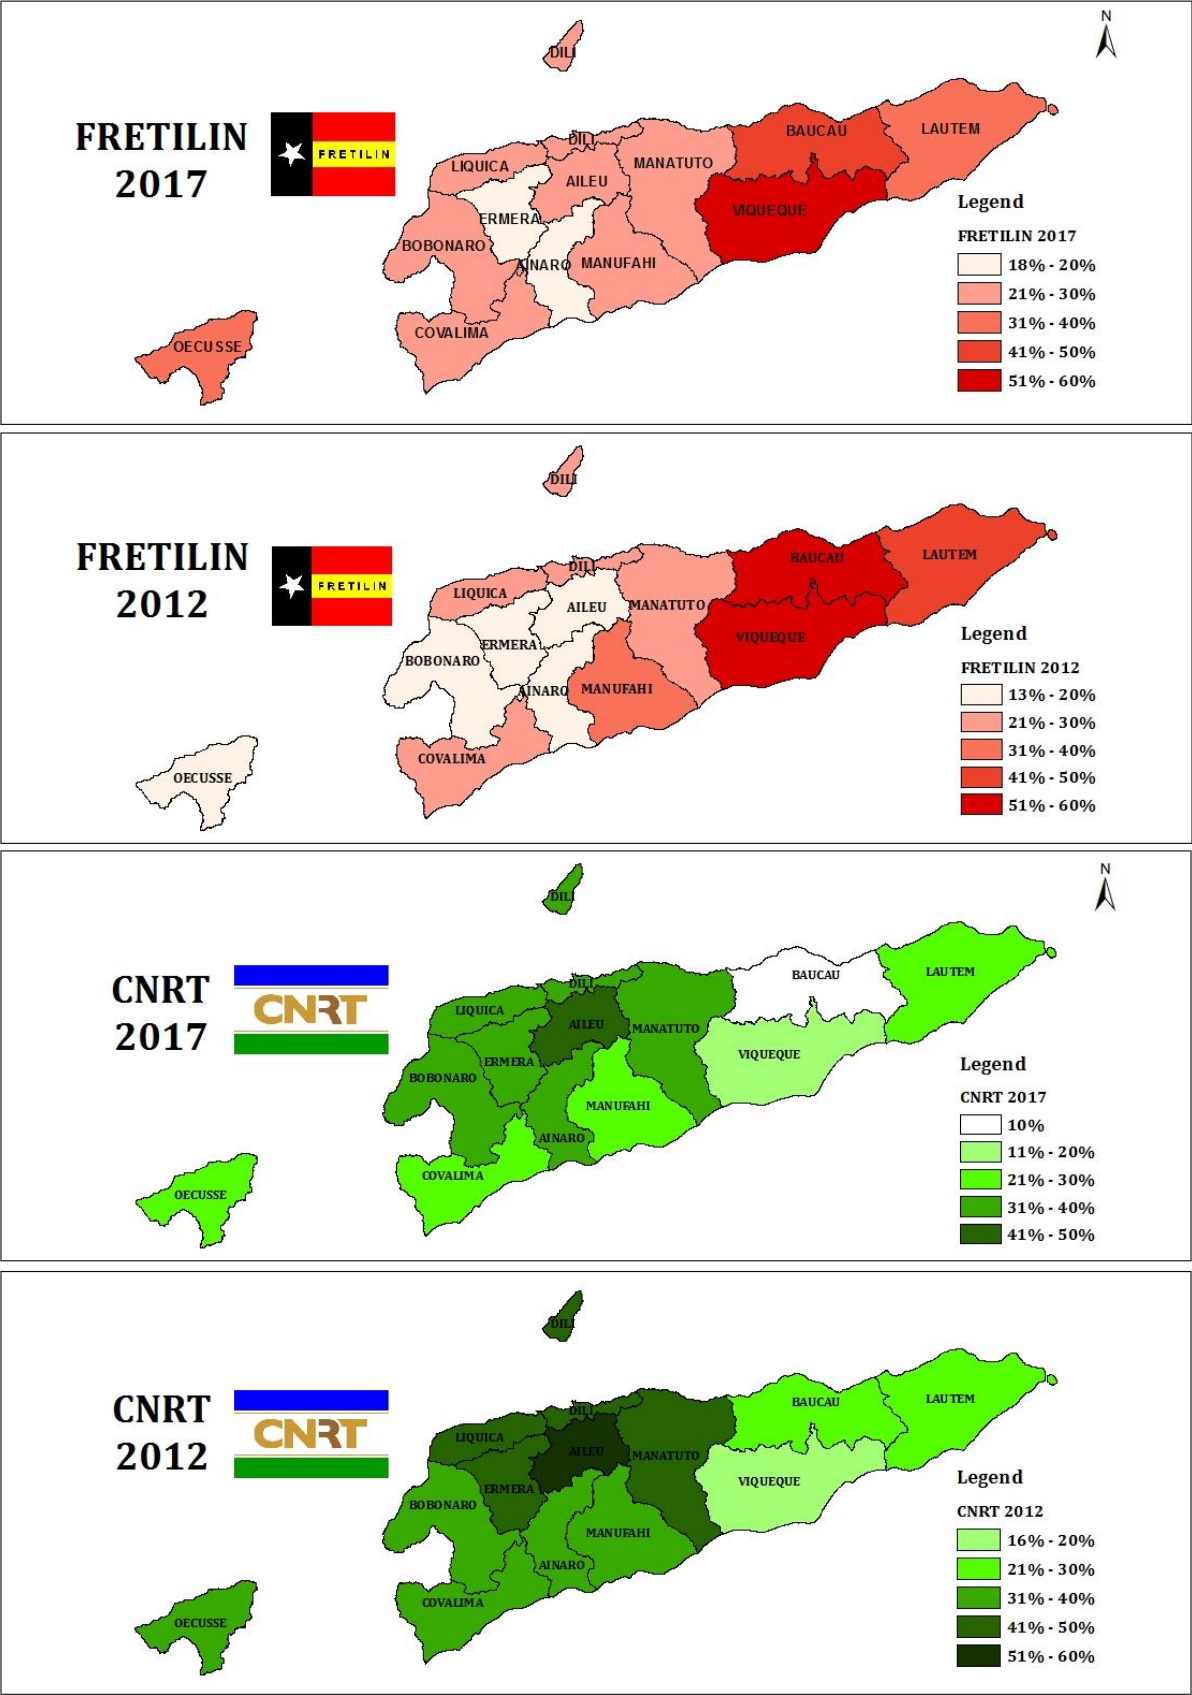 N
DILI
FRETILIN
2017
FRETILIN
DILI
BAUCAU
LAUTEM
LIQUICA
MANATUTO
AILEU
ERMERA
VIQUEQUE
BOBONARO
AINARO
MANUFAHI
COVALIMA
OECUSSE
Legend
FRETILIN 2017
18% - 20%
21% - 30%
31% - 40%
41% - 50%
51% - 60%
DILI
FRETILIN
2012
FRETILIN
DILI
BAUCAU
LAUTEM
LIQUICA
AILEU
MANATUTO
ERMERA
VIQUEQUE
BOBONARO
AINARO
MANUFAHI
COVALIMA
OECUSSE
Legend
FRETILIN 2012
13% - 20%
21% - 30%
31% - 40%
41% - 50%
51% - 60%
N
DILI
CNRT
2017
CNRT
DILI
BAUCAU
LAUTEM
LIQUICA
AILEU
MANATUTO
ERMERA
VIQUEQUE
BOBONARO
MANUFAHI
AINARO
COVALIMA
OECUSSE
Legend
CNRT 2017
10%
11% - 20%
21% - 30%
31% - 40%
41% - 50%
DILI
CNRT
2012
CNRT
DILI
BAUCAU
LAUTEM
LIQUICA
AILEU
MANATUTO
ERMERA
VIQUEQUE
BOBONARO
MANUFAHI
AINARO
COVALIMA
OECUSSE
Legend
CNRT 2012
16% - 20%
21% - 30%
31% - 40%
41% - 50%
51% - 60%